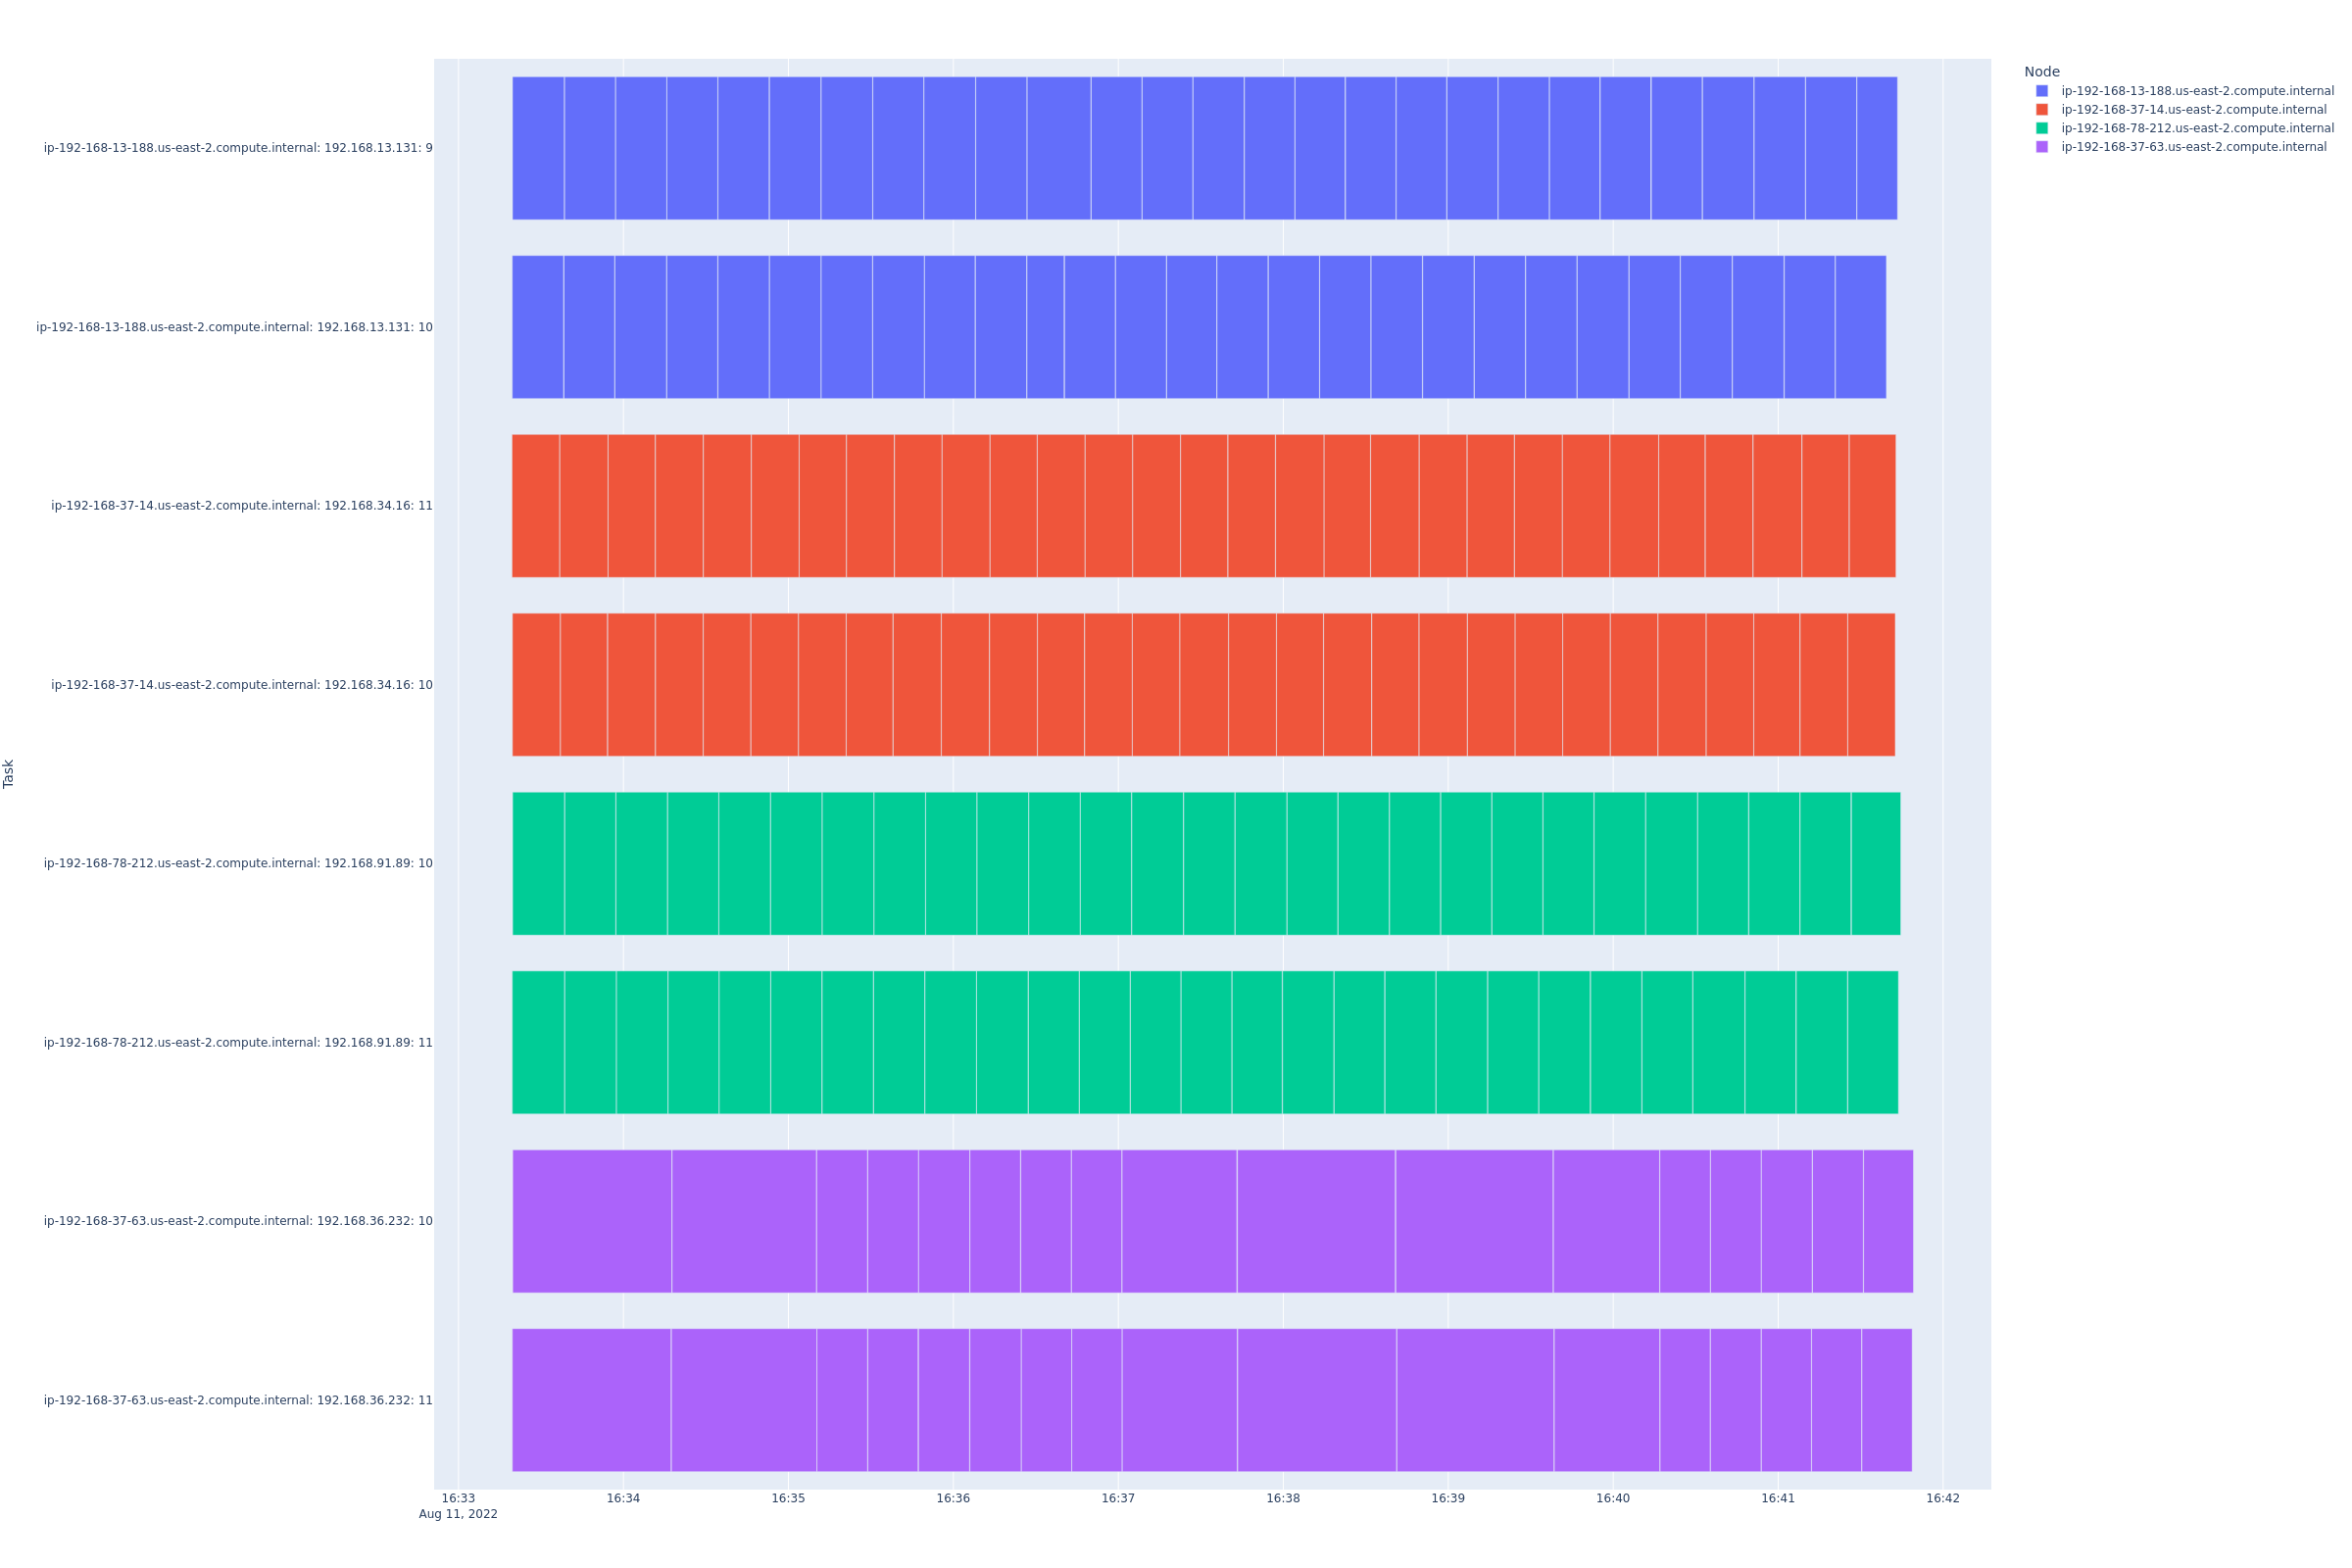 Node
ip-192-168-13-188.us-east-2.compute.internal
ip-192-168-37-14.us-east-2.compute.internal
ip-192-168-78-212.us-east-2.compute.internal
ip-192-168-37-63.us-east-2.compute.internal
ip-192-168-13-188.us-east-2.compute.internal: 192.168.13.131: 9
ip-192-168-13-188.us-east-2.compute.internal: 192.168.13.131: 10
ip-192-168-37-14.us-east-2.compute.internal: 192.168.34.16: 11
ip-192-168-37-14.us-east-2.compute.internal: 192.168.34.16: 10
Task
ip-192-168-78-212.us-east-2.compute.internal: 192.168.91.89: 10
ip-192-168-78-212.us-east-2.compute.internal: 192.168.91.89: 11
ip-192-168-37-63.us-east-2.compute.internal: 192.168.36.232: 10
ip-192-168-37-63.us-east-2.compute.internal: 192.168.36.232: 11
16:33 16:34 16:35 16:36 16:37 16:38 16:39 16:40 16:41 16:42
Aug 11, 2022